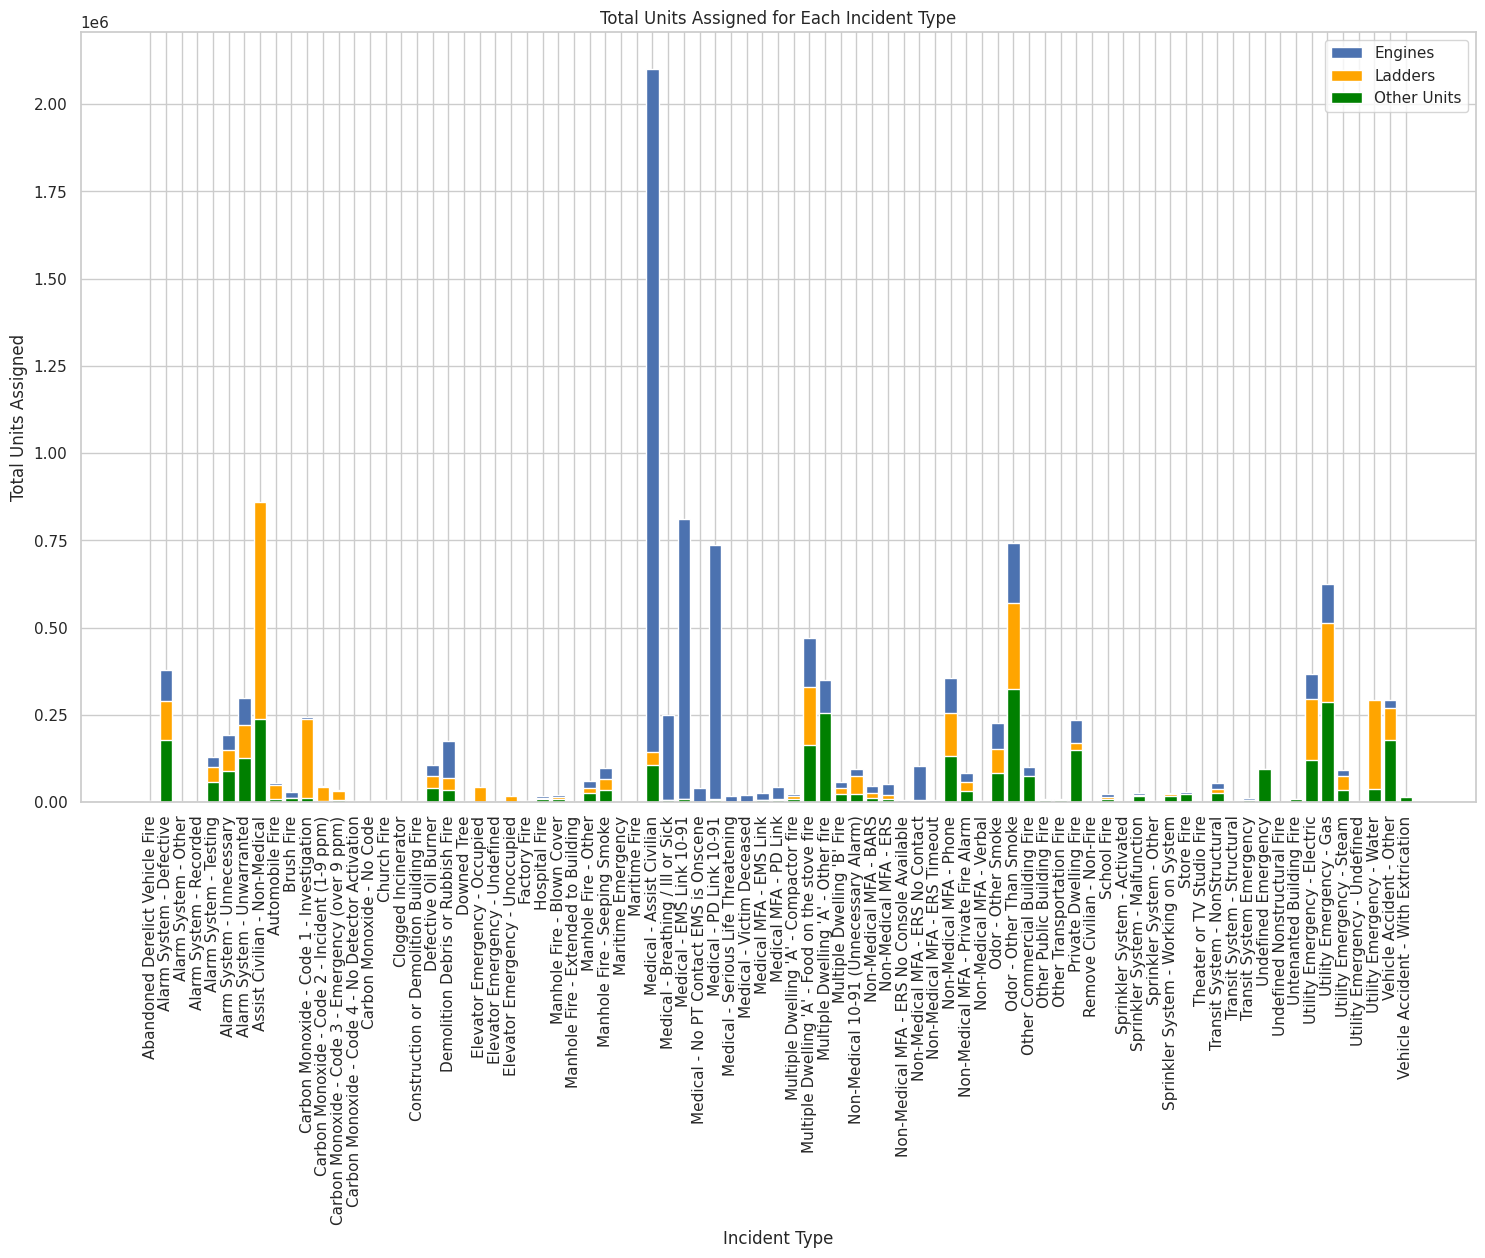 Total Units Assigned for Each Incident Type
1e6
Engines
Ladders
Other Units
2.00
1.75
1.50
1.25
1.00
0.75
0.50
0.25
0.00
Total Units Assigned
Abandoned Derelict Vehicle Fire
Alarm System - Defective
Alarm System - Other
Alarm System - Recorded
Alarm System - Testing
Alarm System - Unnecessary
Alarm System - Unwarranted
Assist Civilian - Non-Medical
Automobile Fire
Brush Fire
Carbon Monoxide - Code 1 - Investigation
Carbon Monoxide - Code 2 - Incident (1-9 ppm)
Carbon Monoxide - Code 3 - Emergency (over 9 ppm)
Carbon Monoxide - Code 4 - No Detector Activation
Carbon Monoxide - No Code
Church Fire
Clogged Incinerator
Construction or Demolition Building Fire
Defective Oil Burner
Demolition Debris or Rubbish Fire
Downed Tree
Elevator Emergency - Occupied
Elevator Emergency - Undefined
Elevator Emergency - Unoccupied
Factory Fire
Hospital Fire
Manhole Fire - Blown Cover
Manhole Fire - Extended to Building
Manhole Fire - Other
Manhole Fire - Seeping Smoke
Maritime Emergency
Maritime Fire
Medical - Assist Civilian
Medical - Breathing / Ill or Sick
Medical - EMS Link 10-91
Medical - No PT Contact EMS is Onscene
Medical - PD Link 10-91
Medical - Serious Life Threatening
Medical - Victim Deceased
Medical MFA - EMS Link
Medical MFA - PD Link
Multiple Dwelling 'A' - Compactor fire
Multiple Dwelling 'A' - Food on the stove fire
Multiple Dwelling 'A' - Other fire
Multiple Dwelling 'B' Fire
Non-Medical 10-91 (Unnecessary Alarm)
Non-Medical MFA - BARS
Non-Medical MFA - ERS
Non-Medical MFA - ERS No Console Available
Non-Medical MFA - ERS No Contact
Non-Medical MFA - ERS Timeout
Non-Medical MFA - Phone
Non-Medical MFA - Private Fire Alarm
Non-Medical MFA - Verbal
Odor - Other Smoke
Odor - Other Than Smoke
Other Commercial Building Fire
Other Public Building Fire
Other Transportation Fire
Private Dwelling Fire
Remove Civilian - Non-Fire
School Fire
Sprinkler System - Activated
Sprinkler System - Malfunction
Sprinkler System - Other
Sprinkler System - Working on System
Store Fire
Theater or TV Studio Fire
Transit System - NonStructural
Transit System - Structural
Transit System Emergency
Undefined Emergency
Undefined Nonstructural Fire
Untenanted Building Fire
Utility Emergency - Electric
Utility Emergency - Gas
Utility Emergency - Steam
Utility Emergency - Undefined
Utility Emergency - Water
Vehicle Accident - Other
Vehicle Accident - With Extrication
Incident Type